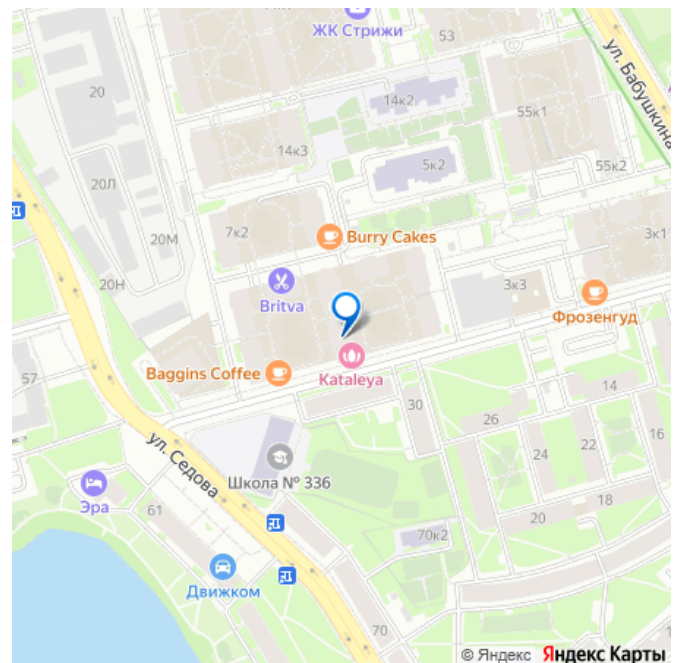 ЖК Стрижи
53
ул. Бабушкина
20
14к2
55к1
14к3
5к2
55к2
20Л
7к2
Burry Cakes
3к1
20М
20Н
Britva
3к3
Фрозенгуд
57
Baggins Coffee
Kataleya
14
30
26
22
16
24
ул. Седова
Школа № 336
Эра
61
20
18
70к2
Движком
70
© Яндекс Яндекс Карты